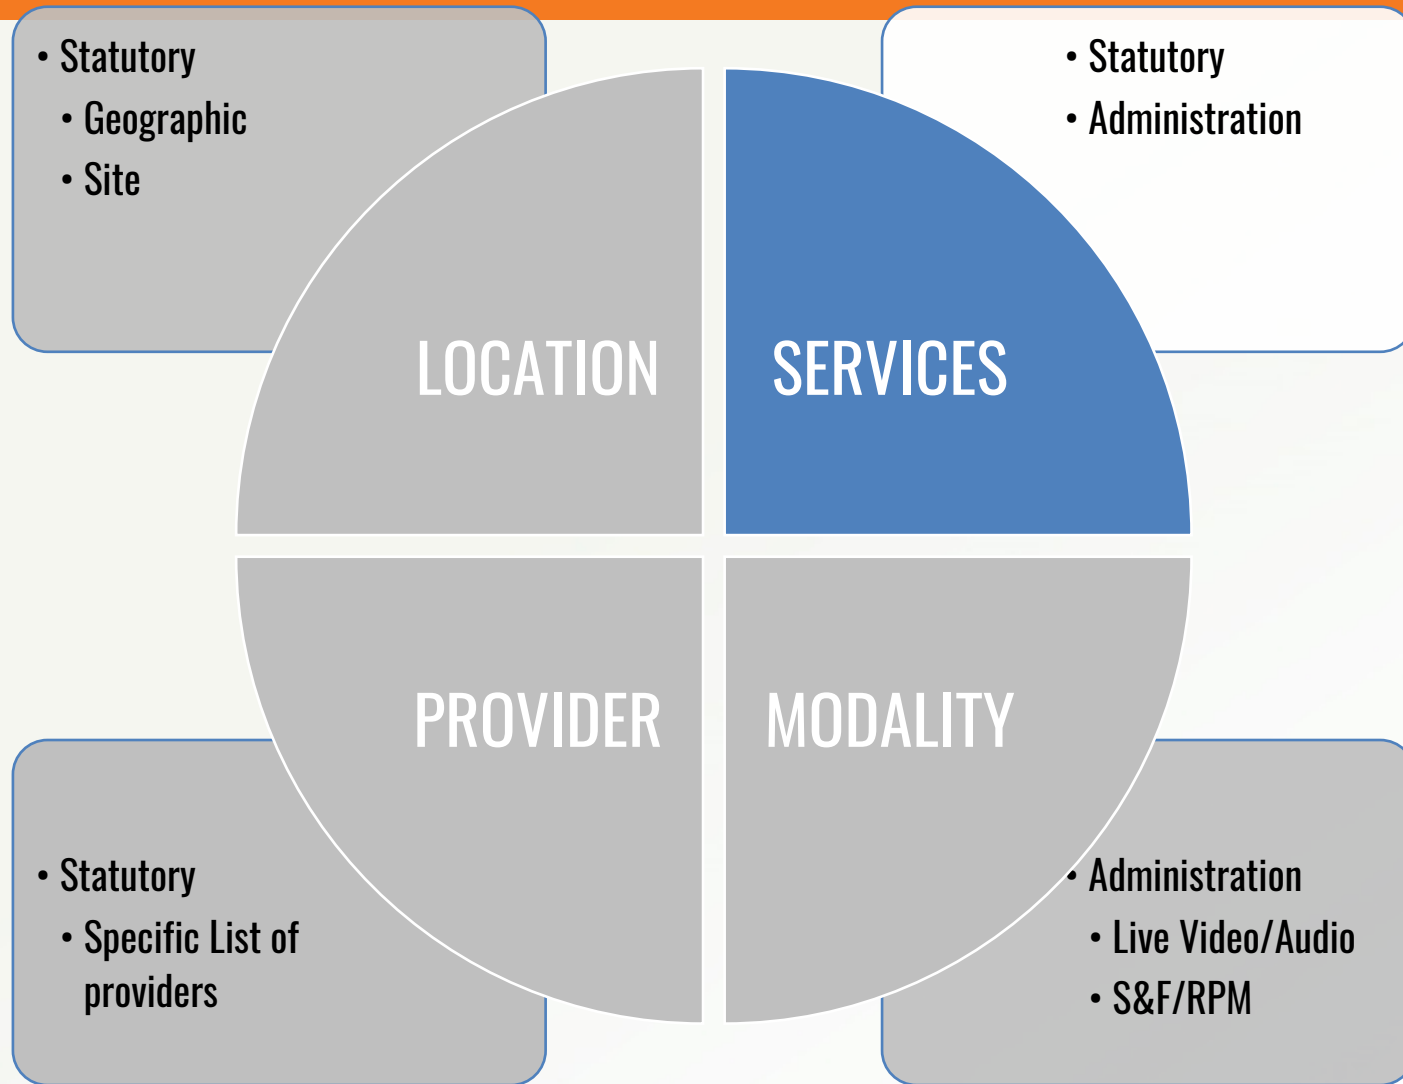 • Statutory
• Geographic
• Site
• Statutory
• Administration
LOCATION
SERVICES
PROVIDER
MODALITY
• Statutory
• Specific List of
providers
• Administration
• Live Video/Audio
• S&F/RPM